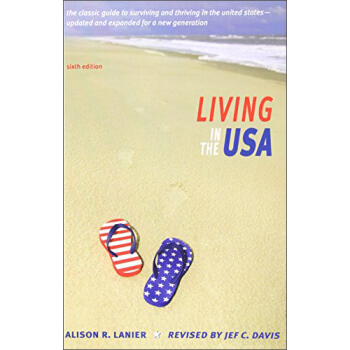 the classic guide to surviving and thriving in the united states—
updated and expanded for a new generation
sixth edition
LIVING
IN
THE USA
ALISON R. LANIER ★ REVISED BY JEF C. DAVIS